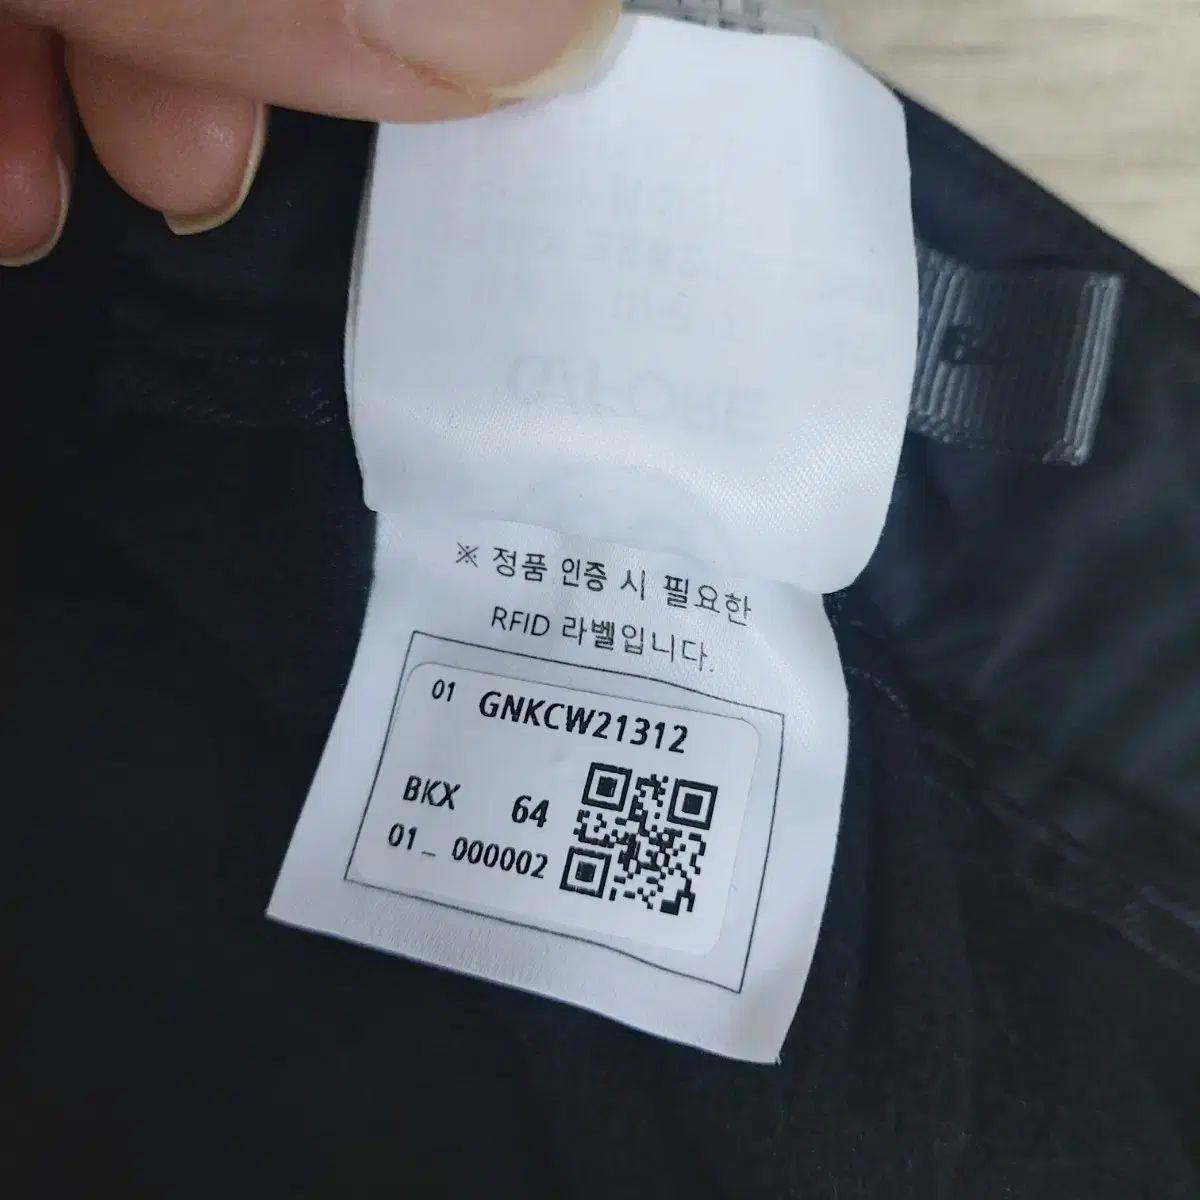 ※ 정품 인증 시 필요한
RFID 라벨입니다.
01 GNKCW21312
BKX 64
01_ 000002
64